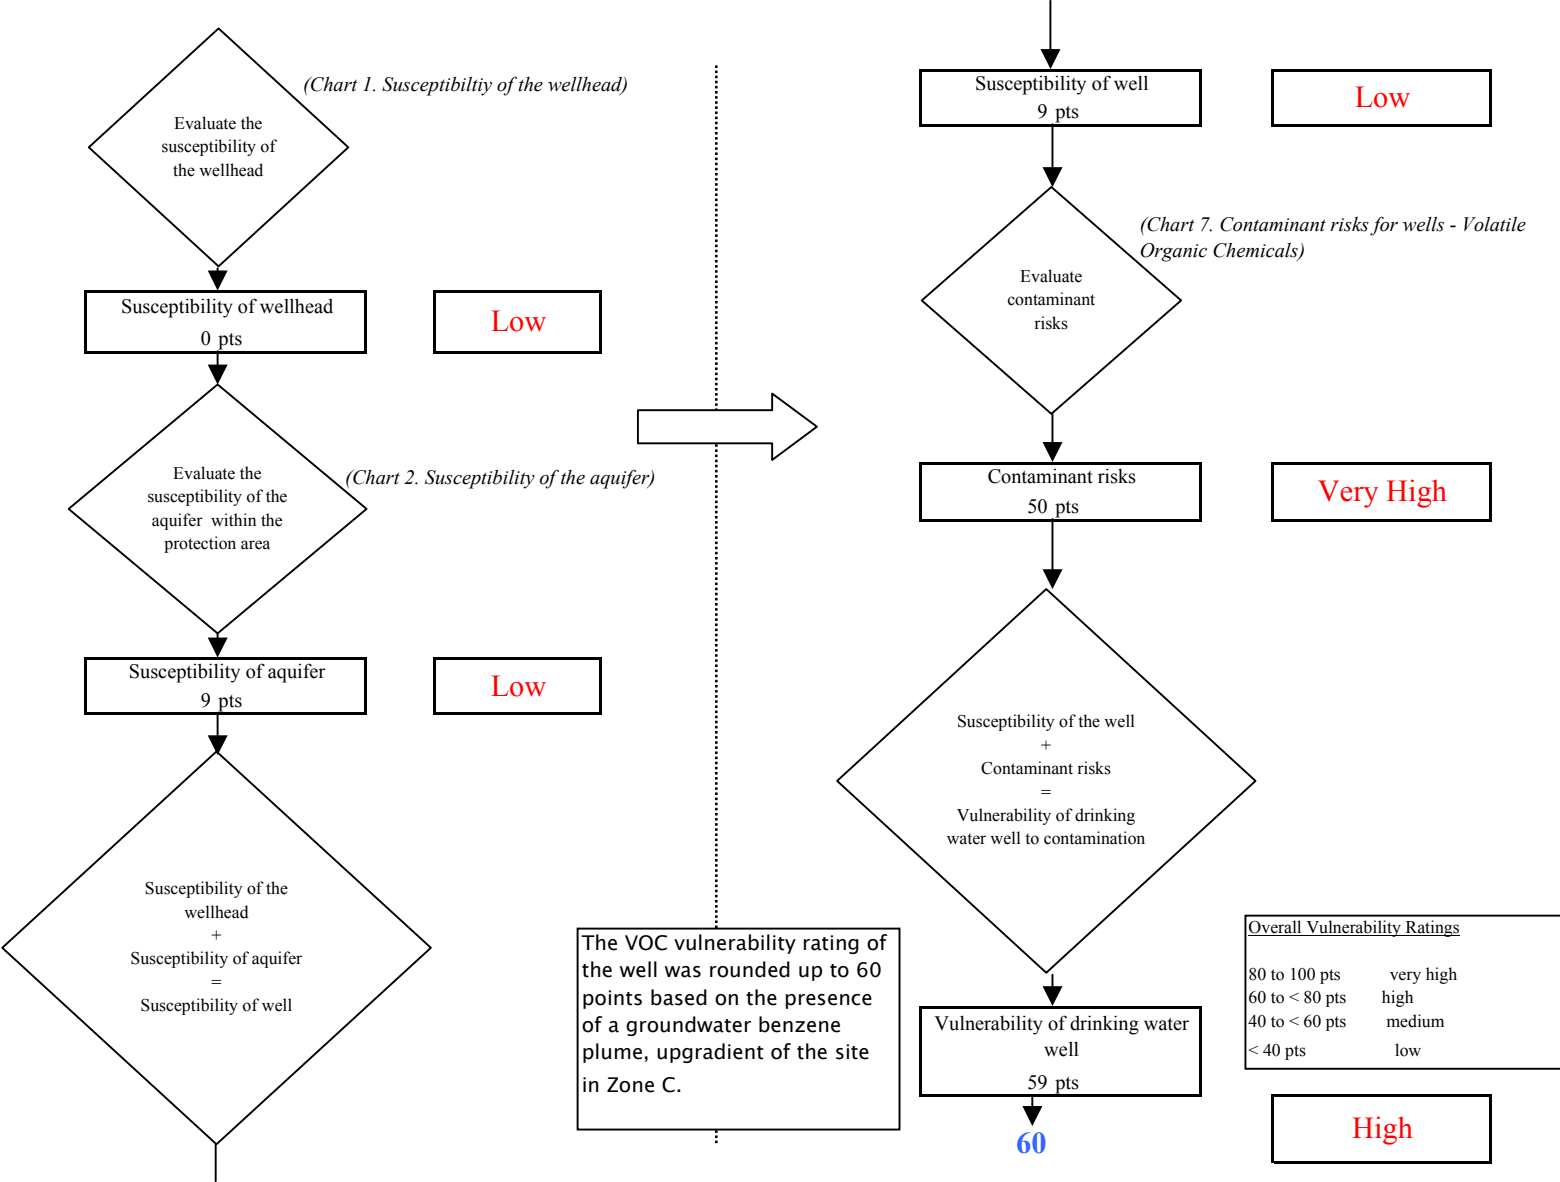 (Chart 1. Susceptibiltiy of the wellhead)
Evaluate the
susceptibility of
the wellhead
Susceptibility of wellhead
0 pts
Low
Evaluate the
susceptibility of the
aquifer within the
protection area
(Chart 2. Susceptibility of the aquifer)
Susceptibility of aquifer
9 pts
Low
Susceptibility of the
wellhead
+
Susceptibility of aquifer
=
Susceptibility of well
The VOC vulnerability rating of
the well was rounded up to 60
points based on the presence
of a groundwater benzene
plume, upgradient of the site
in Zone C.
Susceptibility of well
9 pts
Low
(Chart 7. Contaminant risks for wells - Volatile
Organic Chemicals)
Evaluate
contaminant
risks
Contaminant risks
50 pts
Very High
Susceptibility of the well
+
Contaminant risks
=
Vulnerability of drinking
water well to contamination
Vulnerability of drinking water
well
59 pts
60
Overall Vulnerability Ratings
80 to 100 pts very high
60 to < 80 pts high
40 to < 60 pts medium
< 40 pts low
High